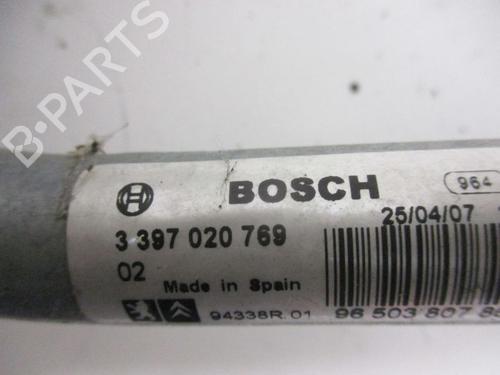 B-PARTS
BOSCH
964
25/04/07
3 397 020 769
02
Made in Spain
94338R.01
96 503 807